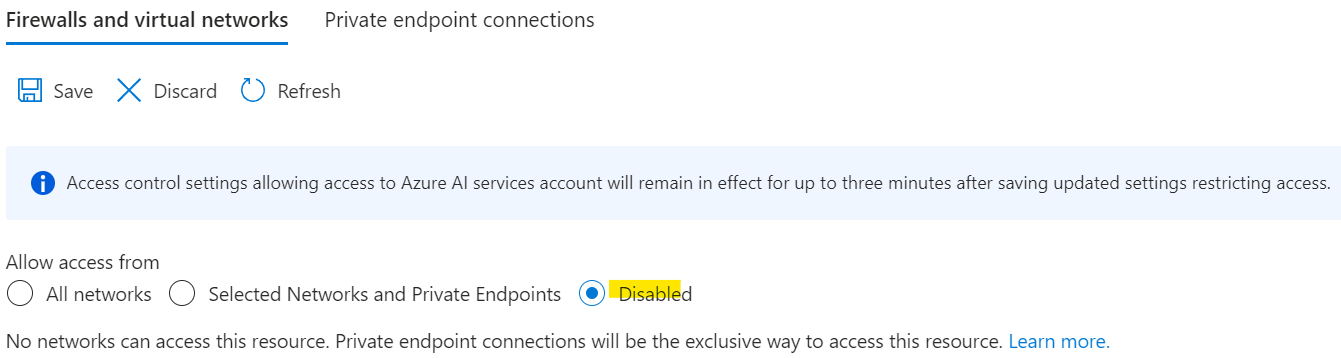 Firewalls and virtual networks Private endpoint connections
Save Discard Refresh
Access control settings allowing access to Azure AI services account will remain in effect for up to three minutes after saving updated settings restricting access.
Allow access from
All networks Selected Networks and Private Endpoints Disabled
No networks can access this resource. Private endpoint connections will be the exclusive way to access this resource. Learn more.